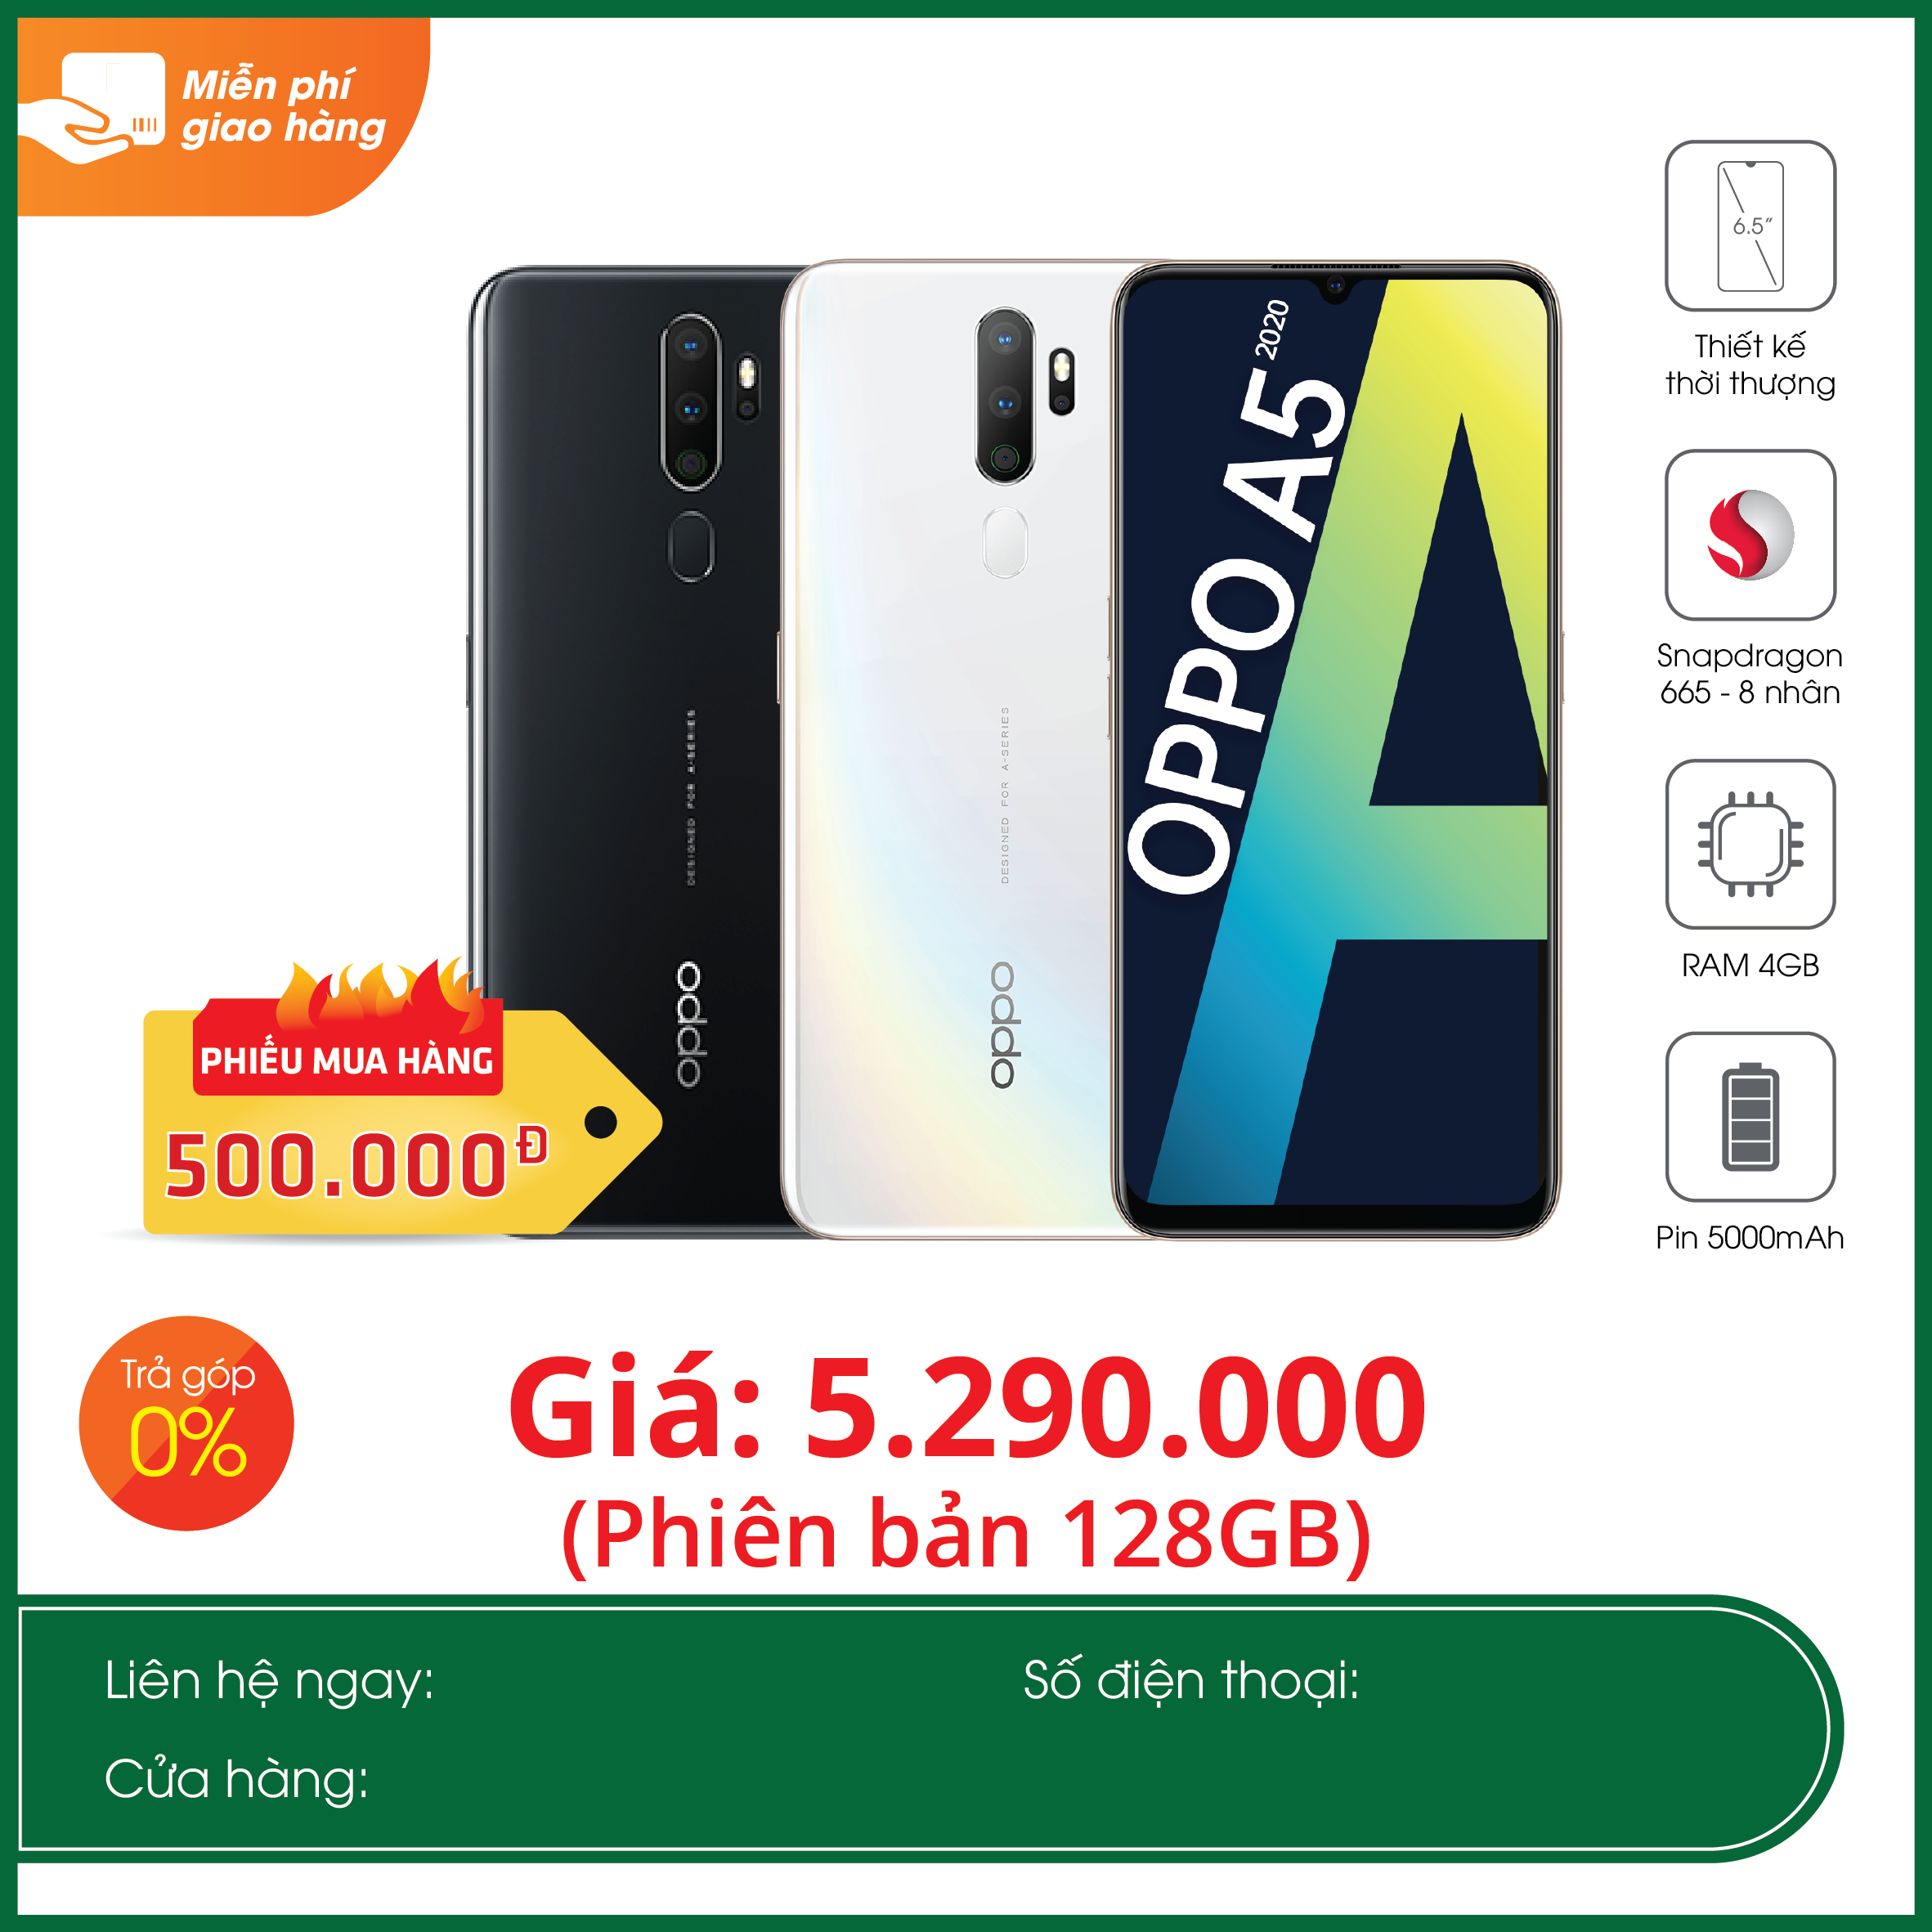 Miễn phí
giao hàng
6.5"
Thiết kế
thời thượng
Snapdragon
665 - 8 nhân
RAM 4GB
Pin 5000mAh
DESIGNED FOR A-SERIES
oppo
DESIGNED FOR A-SERIES
oppo
OPPO A5 2020
PHIẾU MUA HÀNG
500.000Đ
Trả góp
0%
Giá: 5.290.000
(Phiên bản 128GB)
Liên hệ ngay:
Số điện thoại:
Cửa hàng: